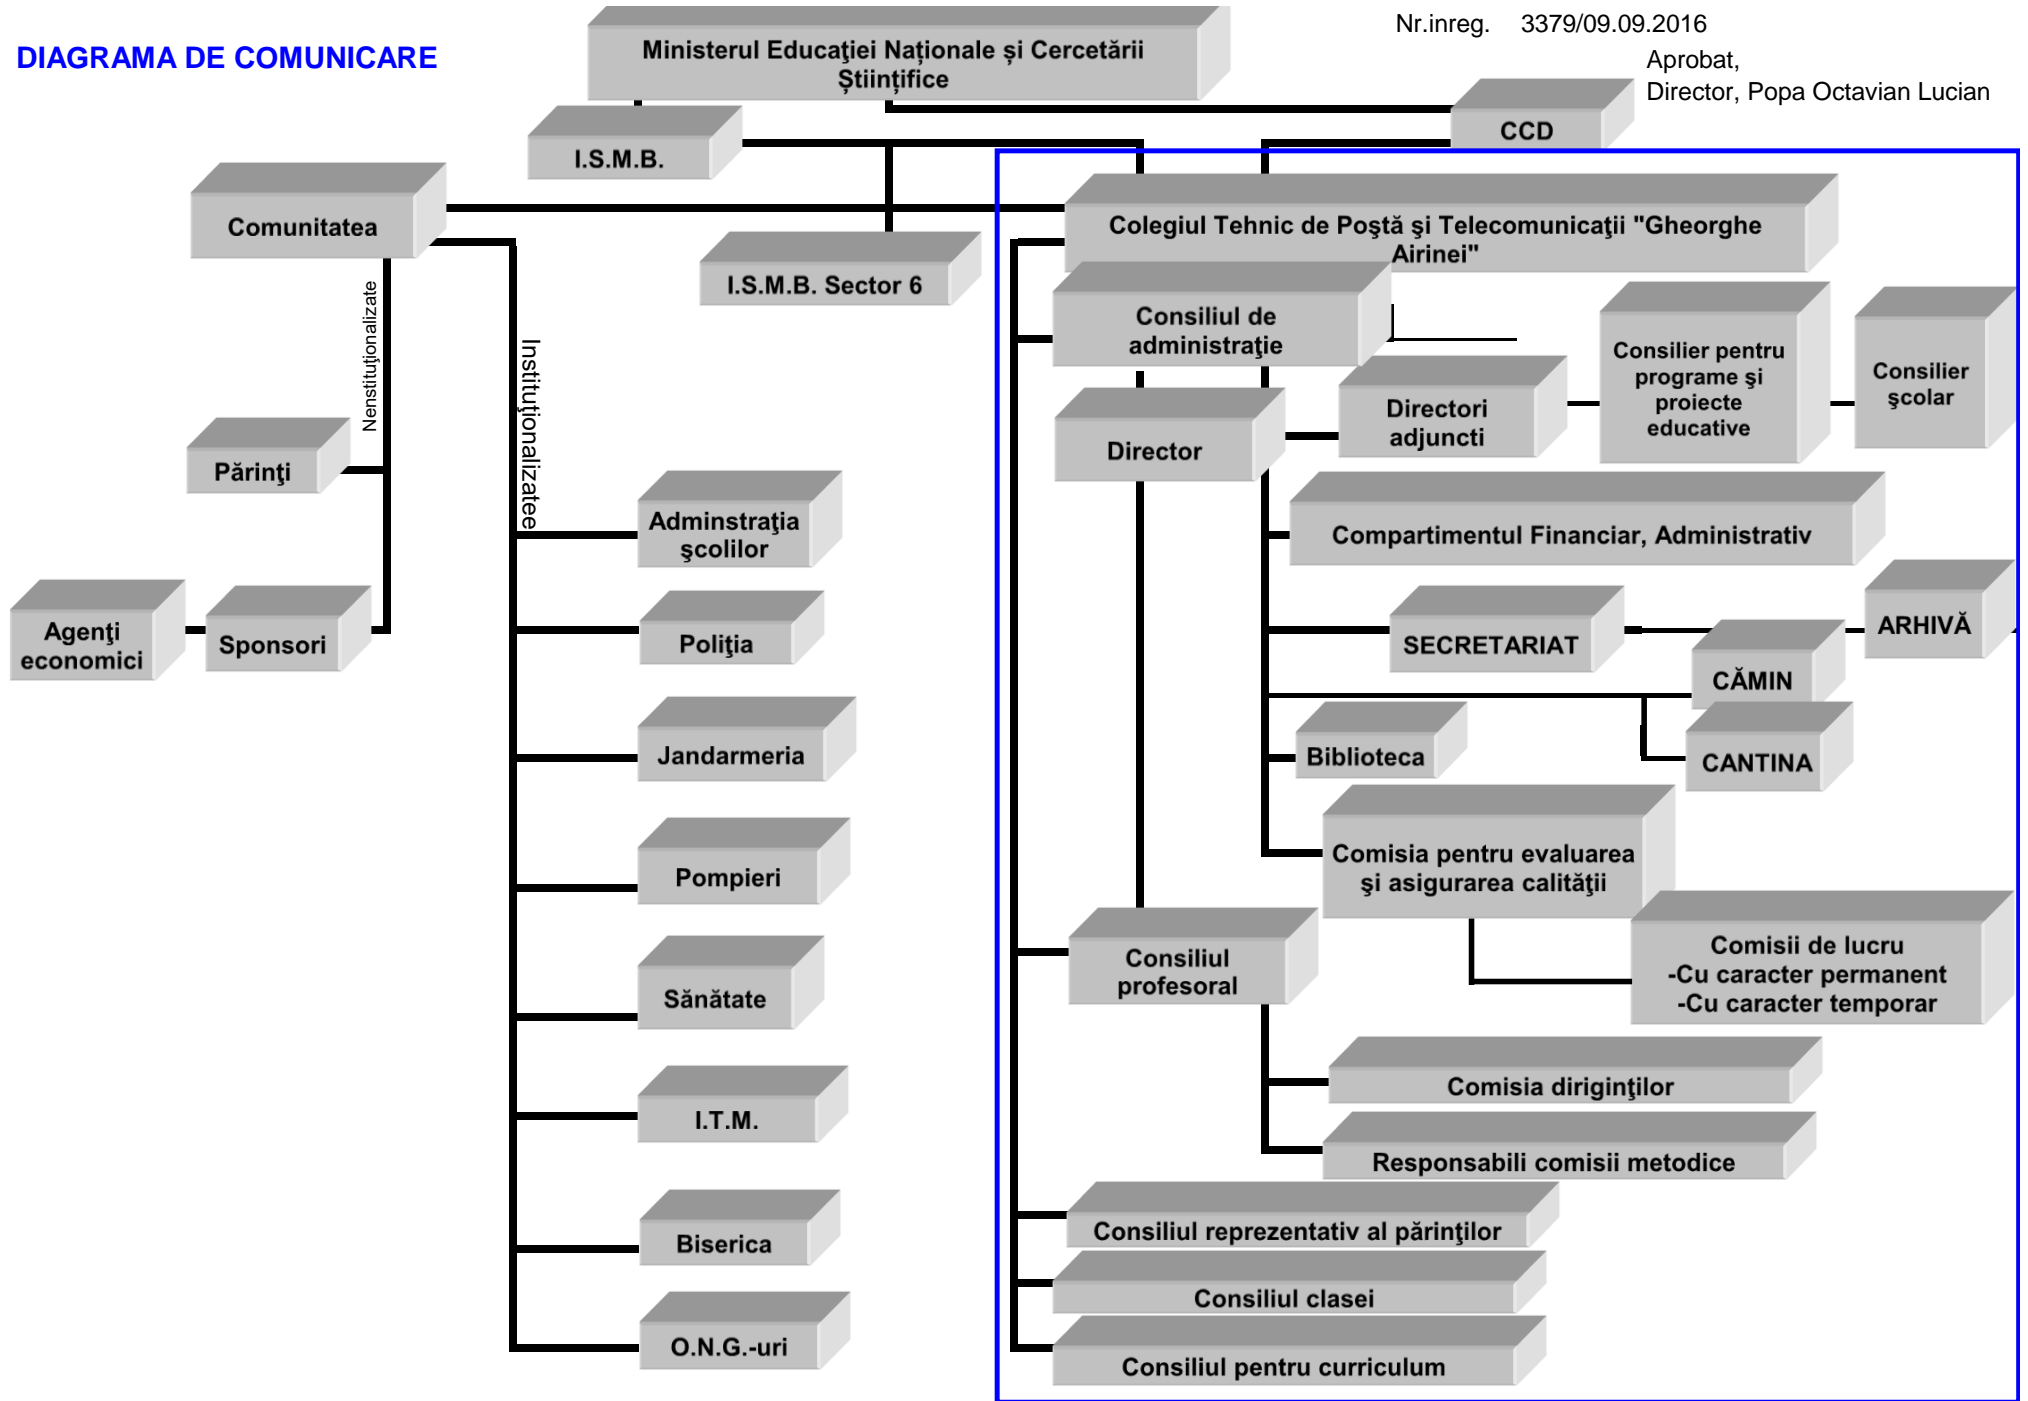 Nr.inreg. 3379/09.09.2016
DIAGRAMA DE COMUNICARE
Ministerul Educaţiei Naționale și Cercetării
Științifice
Aprobat,
Director, Popa Octavian Lucian
CCD
I.S.M.B.
Comunitatea
Colegiul Tehnic de Poştă şi Telecomunicaţii "Gheorghe
Airinei"
I.S.M.B. Sector 6
Nenstituţionalizate
Instituţionalizatee
Consiliul de
administraţie
Consilier pentru
programe şi
proiecte
educative
Consilier
şcolar
Directori
adjuncti
Director
Părinţi
Adminstraţia
şcolilor
Compartimentul Financiar, Administrativ
Agenţi
economici
Sponsori
Poliţia
SECRETARIAT
ARHIVĂ
CĂMIN
Jandarmeria
Biblioteca
CANTINA
Pompieri
Comisia pentru evaluarea
şi asigurarea calităţii
Sănătate
Consiliul
profesoral
Comisii de lucru
-Cu caracter permanent
-Cu caracter temporar
I.T.M.
Comisia diriginţilor
Responsabili comisii metodice
Biserica
Consiliul reprezentativ al părinţilor
Consiliul clasei
O.N.G.-uri
Consiliul pentru curriculum